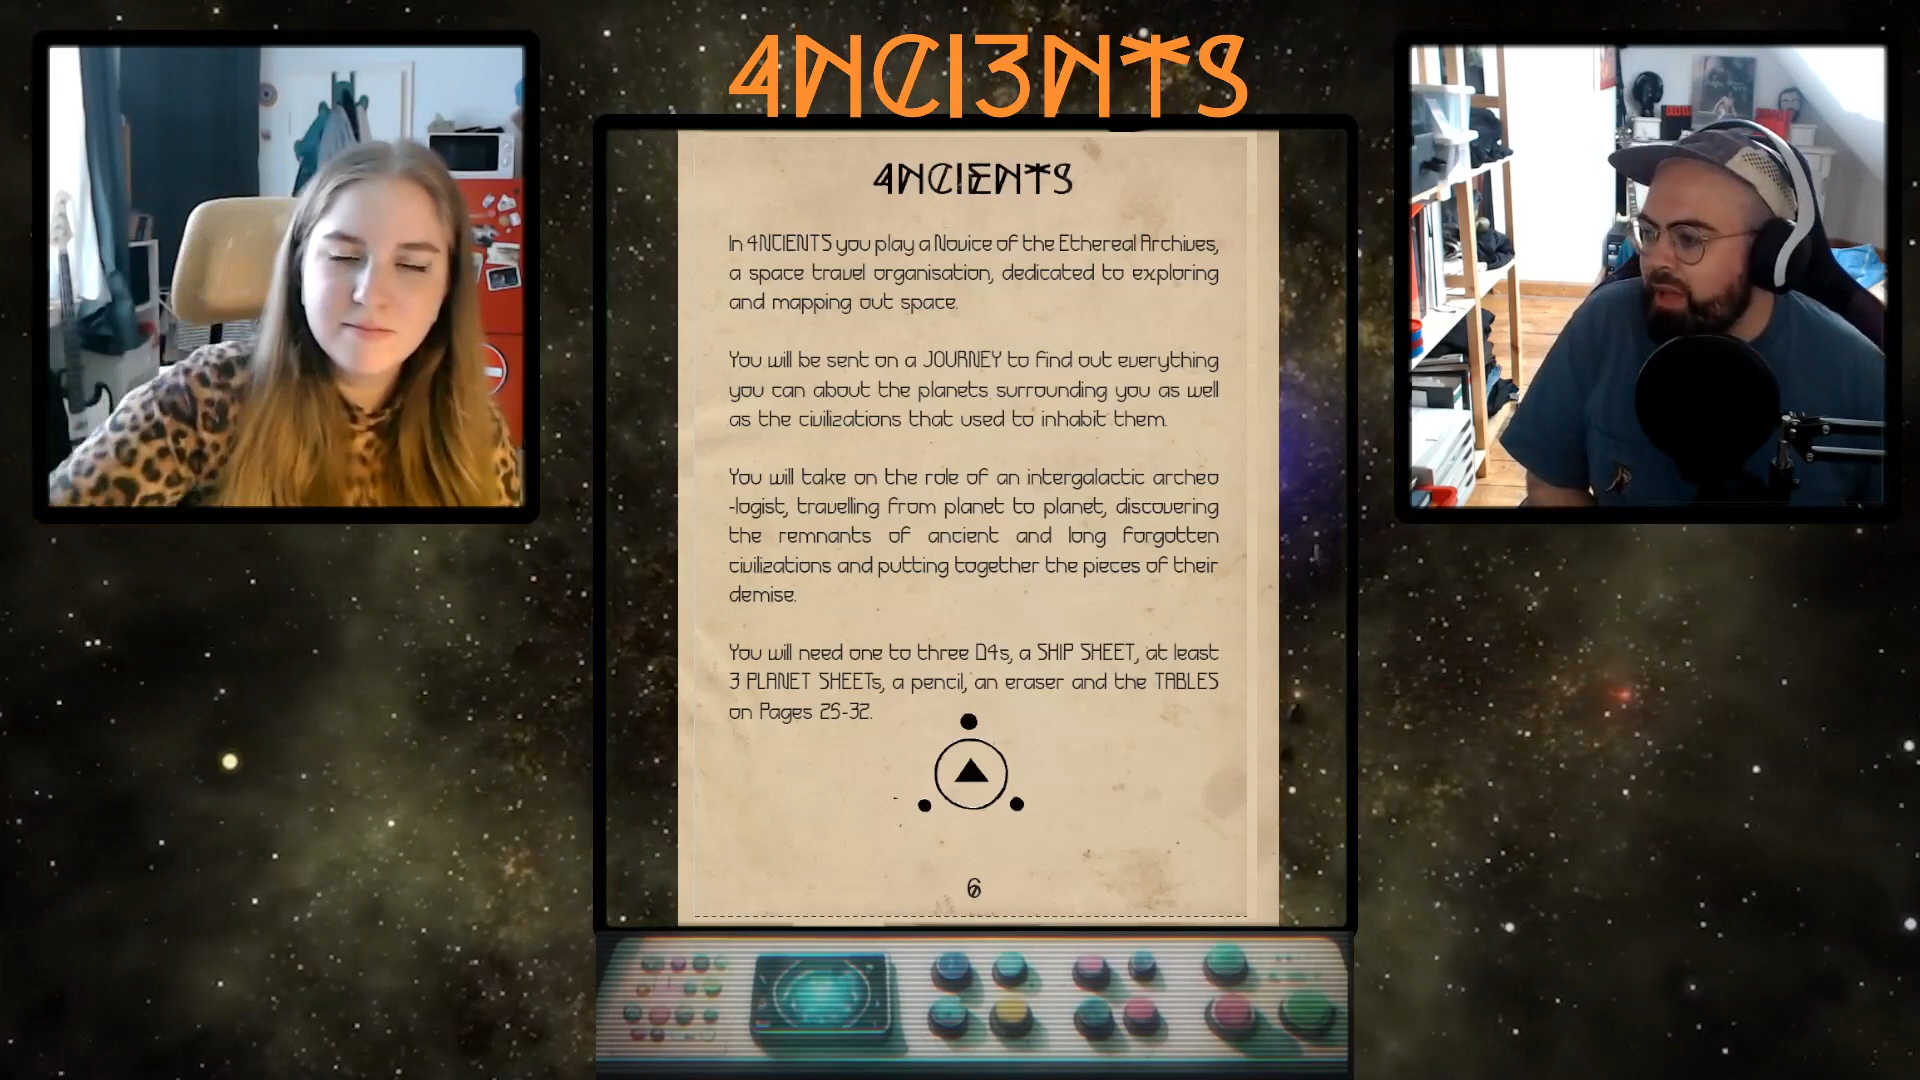 4NCI3NTS
4NCIENTS
In 4NCIENTS you play a Novice of the Ethereal Archives,
a space travel organisation, dedicated to exploring
and mapping out space.
You will be sent on a JOURNEY to find out everything
you can about the planets surrounding you as well
as the civilizations that used to inhabit them.
You will take on the role of an intergalactic archeo
-logist, travelling from planet to planet, discovering
the remnants of ancient and long forgotten
civilizations and putting together the pieces of their
demise.
You will need one to three D4s, a SHIP SHEET, at least
3 PLANET SHEETs, a pencil, an eraser and the TABLES
on Pages 25-32.
6